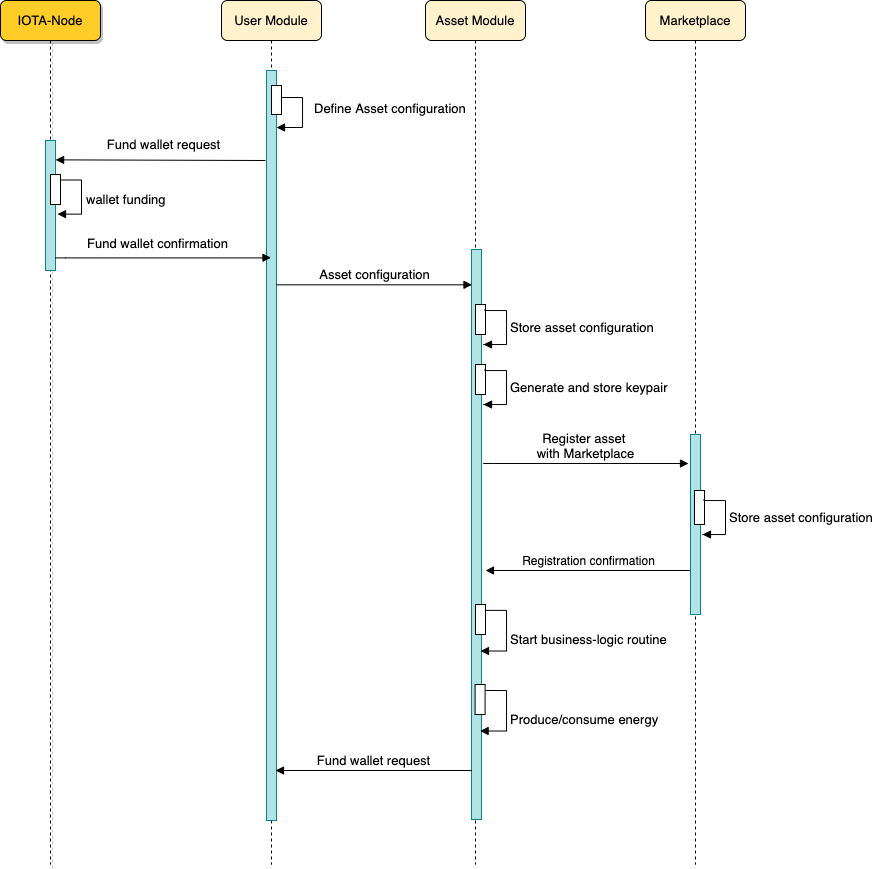 IOTA-Node
User Module
Asset Module
Marketplace
Define Asset configuration
Fund wallet request
wallet funding
Fund wallet confirmation
Asset configuration
Store asset configuration
Generate and store keypair
Register asset
with Marketplace
Store asset configuration
Registration confirmation
Start business-logic routine
Produce/consume energy
Fund wallet request